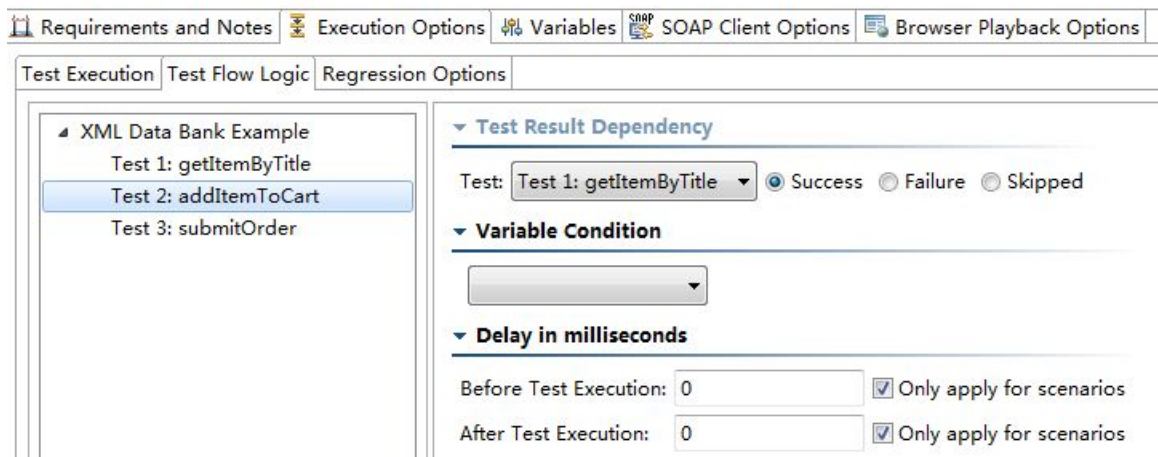 Requirements and Notes Execution Options Variables SOAP SOAP Client Options Browser Playback Options
Test Execution Test Flow Logic Regression Options
XML Data Bank Example
Test 1: getItemByTitle
Test 2: addItemToCart
Test 3: submitOrder
Test Result Dependency
Test: Test 1: getItemByTitle Success Failure Skipped
Variable Condition
Delay in milliseconds
Before Test Execution: 0 Only apply for scenarios
After Test Execution: 0 Only apply for scenarios